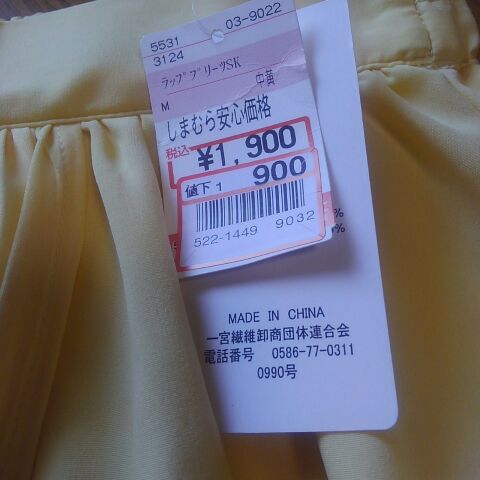 5531
03-9022
3124
ラップ プリーツSK
M
中黄
しまむら安心価格
税込
¥1,900
値下1
900
522-1449 9032
%
%
MADE IN CHINA
一宮繊維卸商団体連合会
電話番号 0586-77-0311
0990号